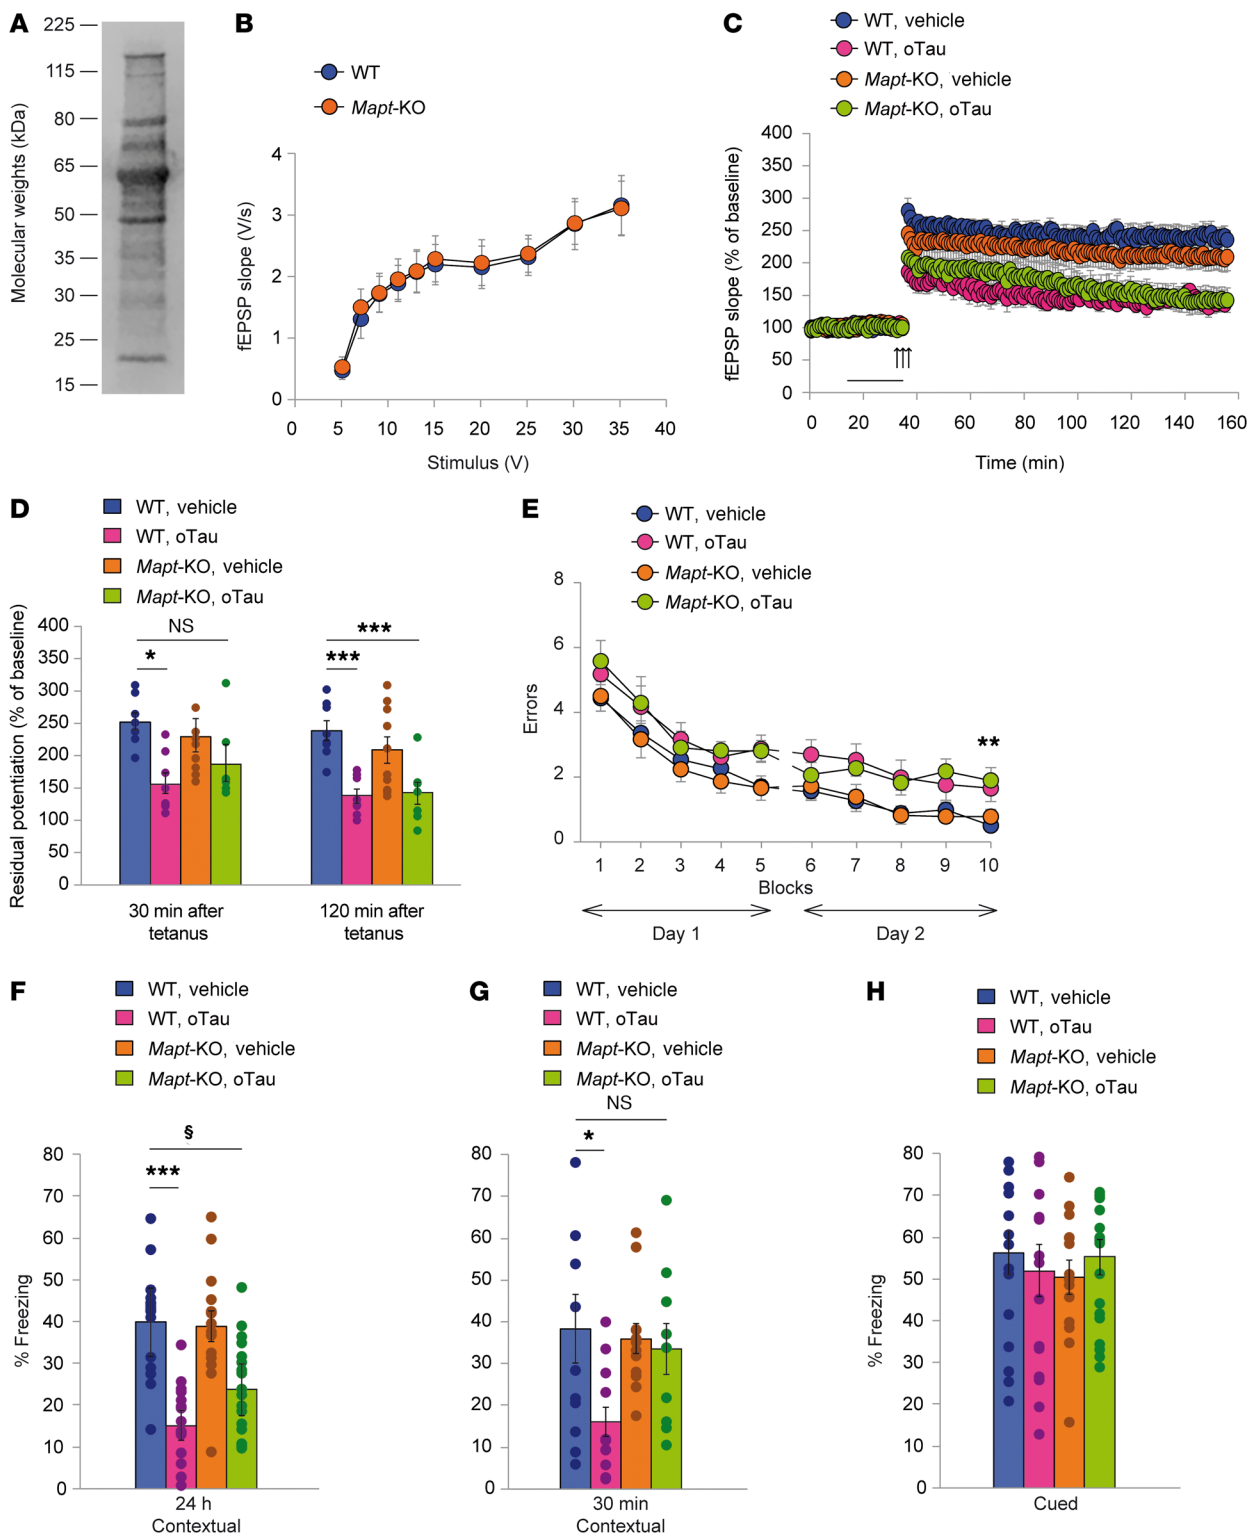 A
225
115
80
65
50
35
30
25
15
Molecular weights (kDa)
B
WT
Mapt-KO
4
3
2
1
0
fEPSP slope (V/s)
0 5 10 15 20 25 30 35 40
Stimulus (V)
C
WT, vehicle
WT, oTau
Mapt-KO, vehicle
Mapt-KO, oTau
400
350
300
250
200
150
100
50
0
fEPSP slope (% of baseline)
0 20 40 60 80 100 120 140 160
Time (min)
D
WT, vehicle
WT, oTau
Mapt-KO, vehicle
Mapt-KO, oTau
400
350
300
250
200
150
100
50
0
Residual potentiation (% of baseline)
NS
*
***
***
30 min after
tetanus
120 min after
tetanus
E
WT, vehicle
WT, oTau
Mapt-KO, vehicle
Mapt-KO, oTau
8
6
4
2
0
Errors
**
1 2 3 4 5 6 7 8 9 10
Blocks
Day 1
Day 2
F
WT, vehicle
WT, oTau
Mapt-KO, vehicle
Mapt-KO, oTau
§
***
80
70
60
50
40
30
20
10
0
% Freezing
24 h
Contextual
G
WT, vehicle
WT, oTau
Mapt-KO, vehicle
Mapt-KO, oTau
NS
*
80
70
60
50
40
30
20
10
0
% Freezing
30 min
Contextual
H
WT, vehicle
WT, oTau
Mapt-KO, vehicle
Mapt-KO, oTau
80
70
60
50
40
30
20
10
0
% Freezing
Cued